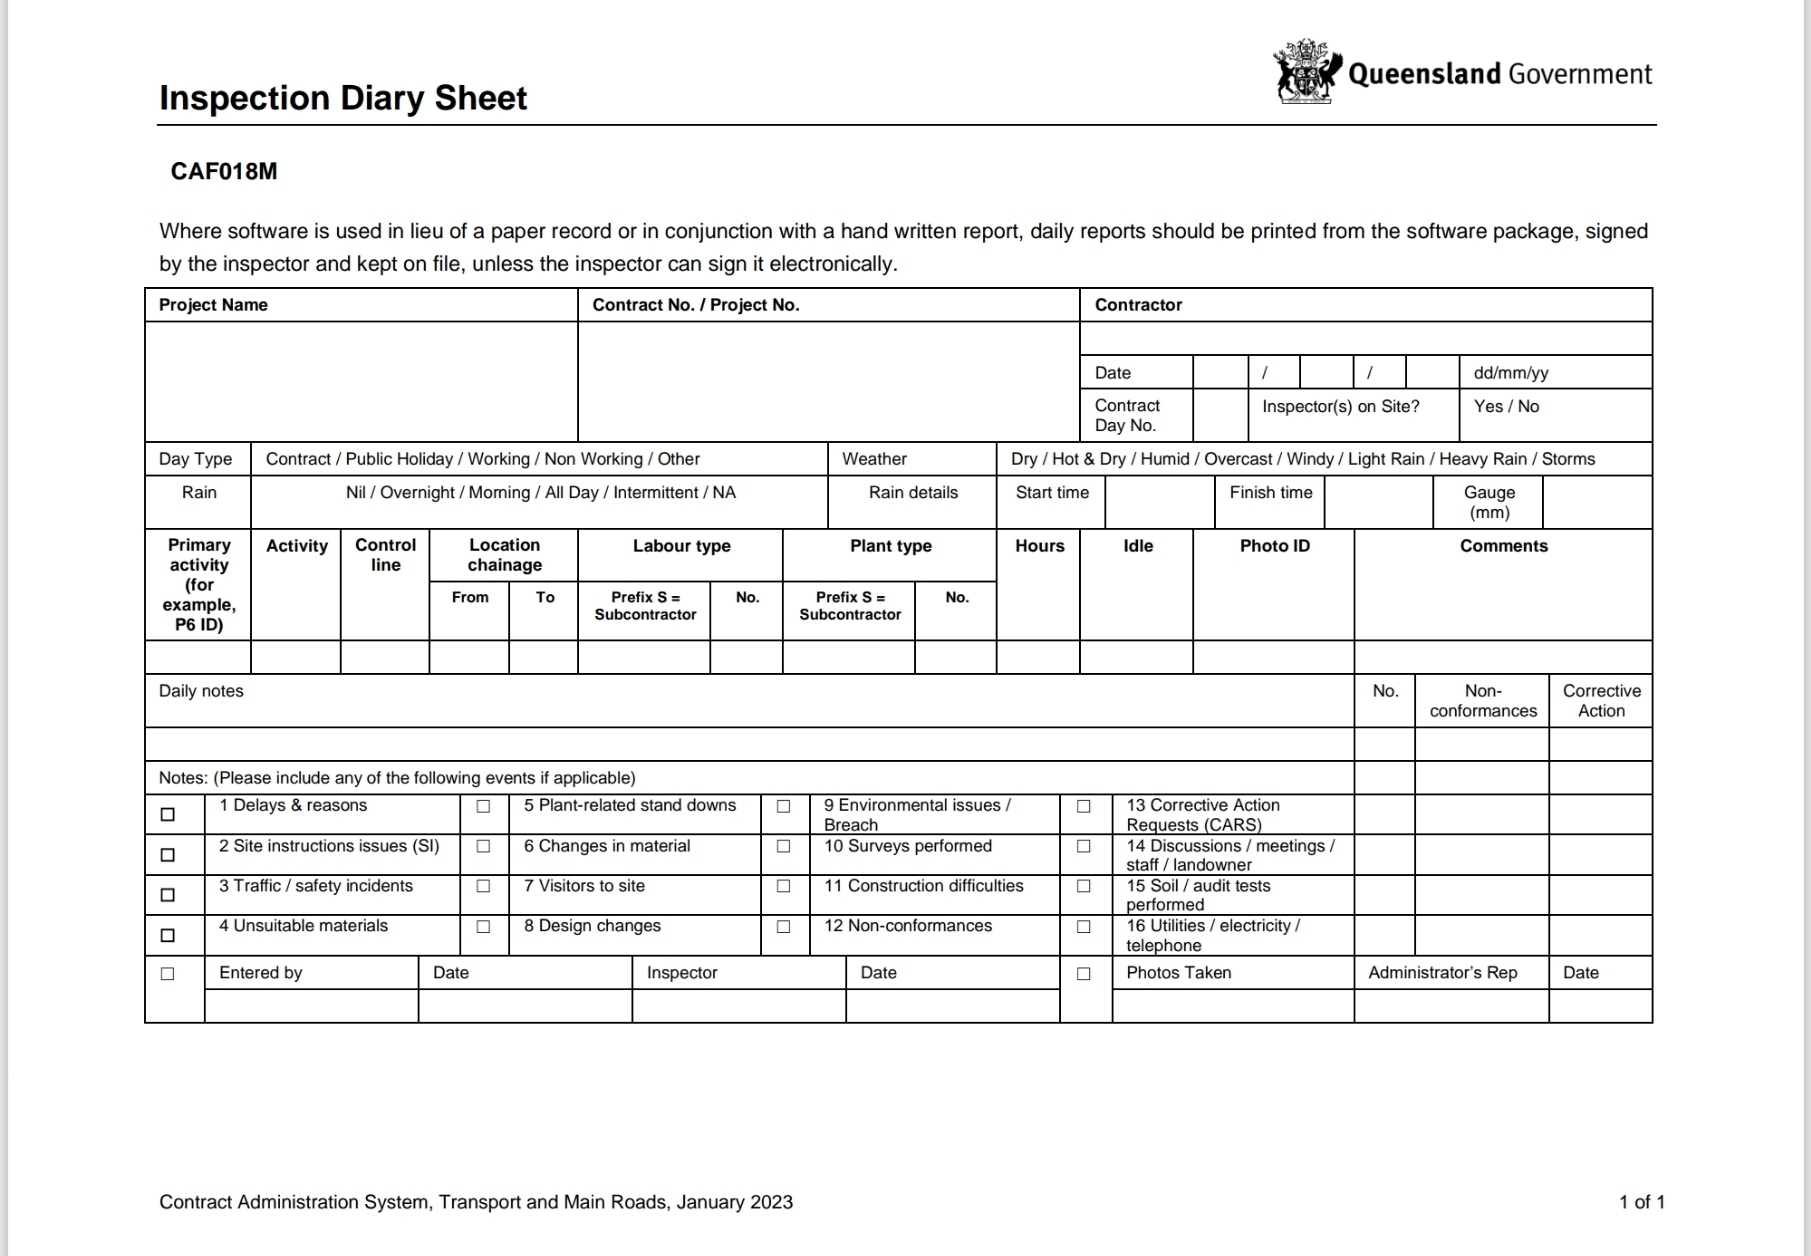 Queensland Government
Inspection Diary Sheet
CAF018M
Where software is used in lieu of a paper record or in conjunction with a hand written report, daily reports should be printed from the software package, signed
by the inspector and kept on file, unless the inspector can sign it electronically.
Project Name Contract No. / Project No. Contractor
Date / / dd/mm/yy
Contract Inspector(s) on Site? Yes / No
Day No.
Day Type Contract / Public Holiday / Working / Non Working / Other Weather Dry / Hot & Dry / Humid / Overcast / Windy / Light Rain / Heavy Rain / Storms
Rain Nil / Overnight / Morning / All Day / Intermittent / NA Rain details Start time Finish time Gauge
(mm)
Primary Activity Control Location Labour type Plant type Hours Idle Photo ID Comments
activity line chainage
(for
example,
P6 ID)
From To Prefix S = No. Prefix S = No.
Subcontractor Subcontractor
Daily notes No. Non- Corrective
conformances Action
Notes: (Please include any of the following events if applicable)
☐ 1 Delays & reasons ☐ 5 Plant-related stand downs ☐ 9 Environmental issues / ☐ 13 Corrective Action
Breach Requests (CARS)
☐ 2 Site instructions issues (SI) ☐ 6 Changes in material ☐ 10 Surveys performed ☐ 14 Discussions / meetings /
staff / landowner
☐ 3 Traffic / safety incidents ☐ 7 Visitors to site ☐ 11 Construction difficulties ☐ 15 Soil / audit tests
performed
☐ 4 Unsuitable materials ☐ 8 Design changes ☐ 12 Non-conformances ☐ 16 Utilities / electricity /
telephone
☐ Entered by Date Inspector Date ☐ Photos Taken Administrator's Rep Date
Contract Administration System, Transport and Main Roads, January 2023 1 of 1